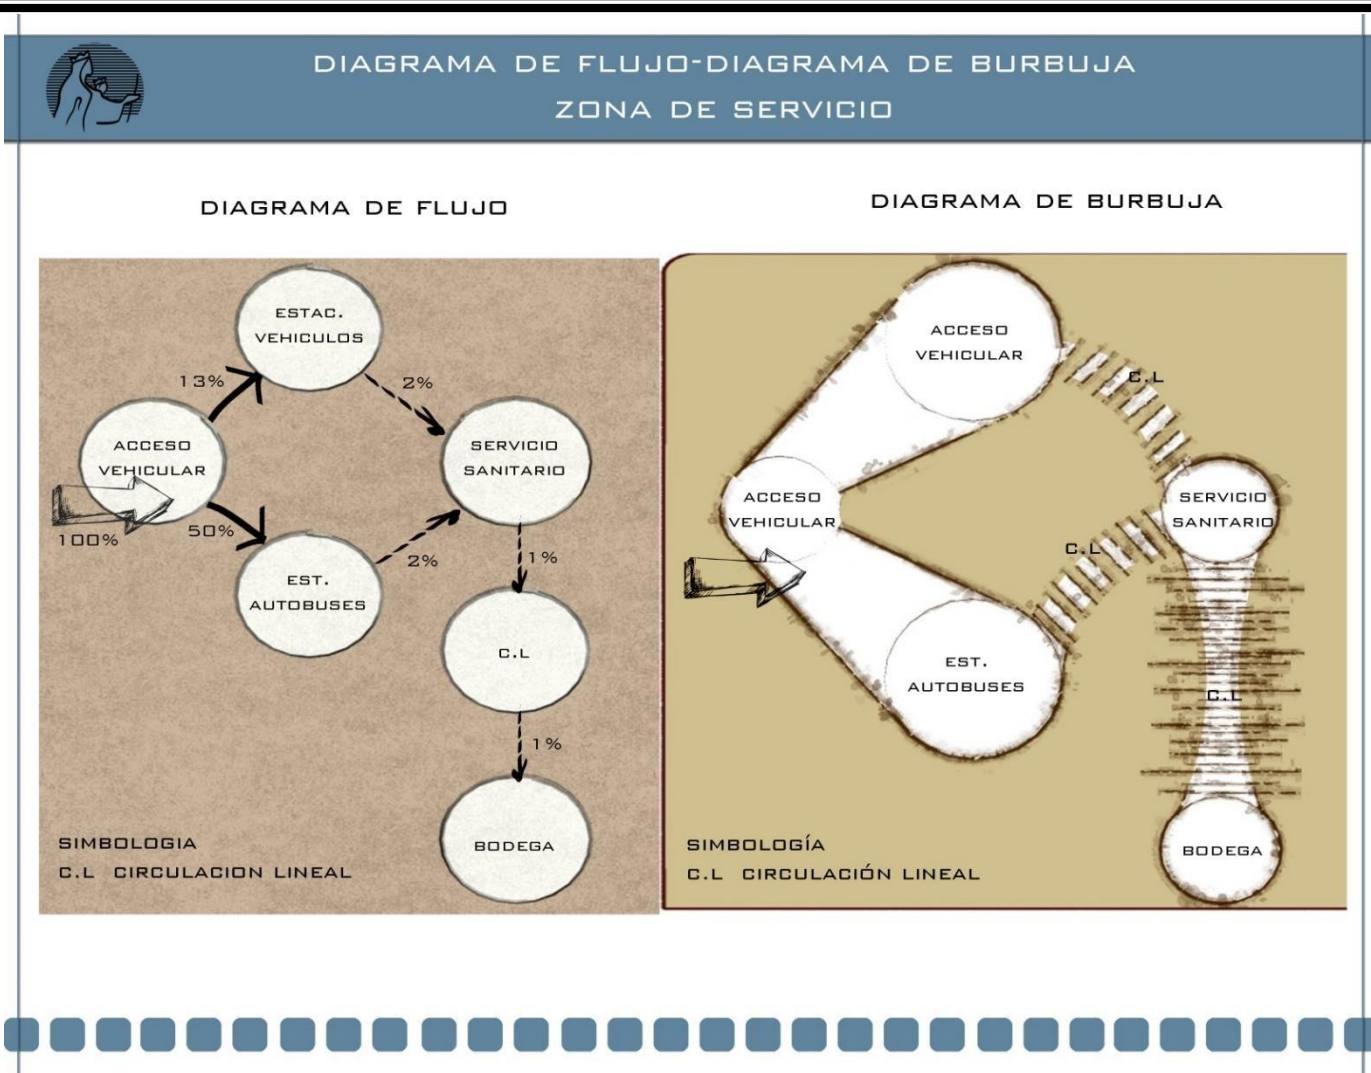 DIAGRAMA DE FLUJO-DIAGRAMA DE BURBUJA
ZONA DE SERVICIO
DIAGRAMA DE FLUJO
ESTAC.
VEHICULOS
13%
2%
ACCESO
VEHICULAR
SERVICIO
SANITARIO
100%
50%
2%
1%
EST.
AUTOBUSES
C.L
1%
BODEGA
SIMBOLOGIA
C.L CIRCULACION LINEAL
DIAGRAMA DE BURBUJA
ACCESO
VEHICULAR
C.L
ACCESO
VEHICULAR
SERVICIO
SANITARIO
C.L
EST.
AUTOBUSES
C.L
BODEGA
SIMBOLOGÍA
C.L CIRCULACIÓN LINEAL